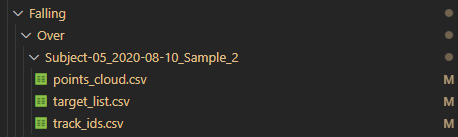 Falling
Over
Subject-05_2020-08-10_Sample_2
points_cloud.csv M
target_list.csv M
track_ids.csv M